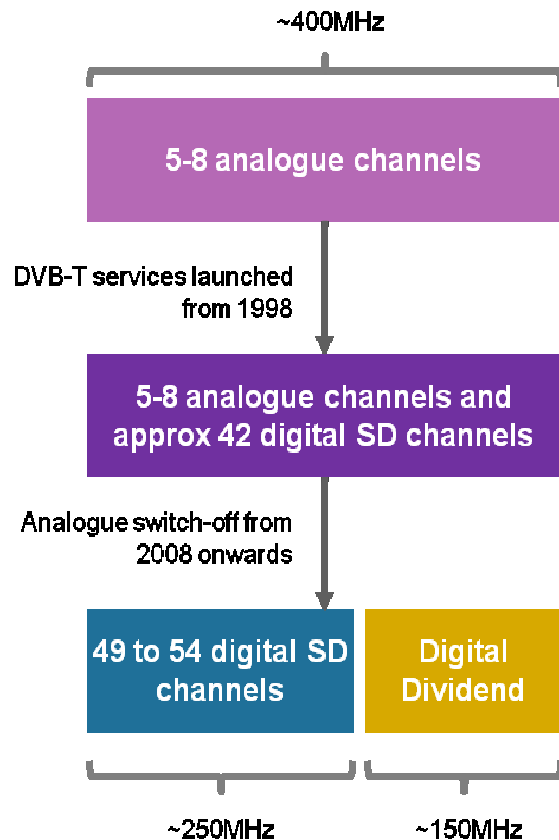 ~400MHz
5-8 analogue channels
DVB-T services launched
from 1998
5-8 analogue channels and
approx 42 digital SD channels
Analogue switch-off from
2008 onwards
49 to 54 digital SD
channels
Digital
Dividend
~250MHz
~150MHz